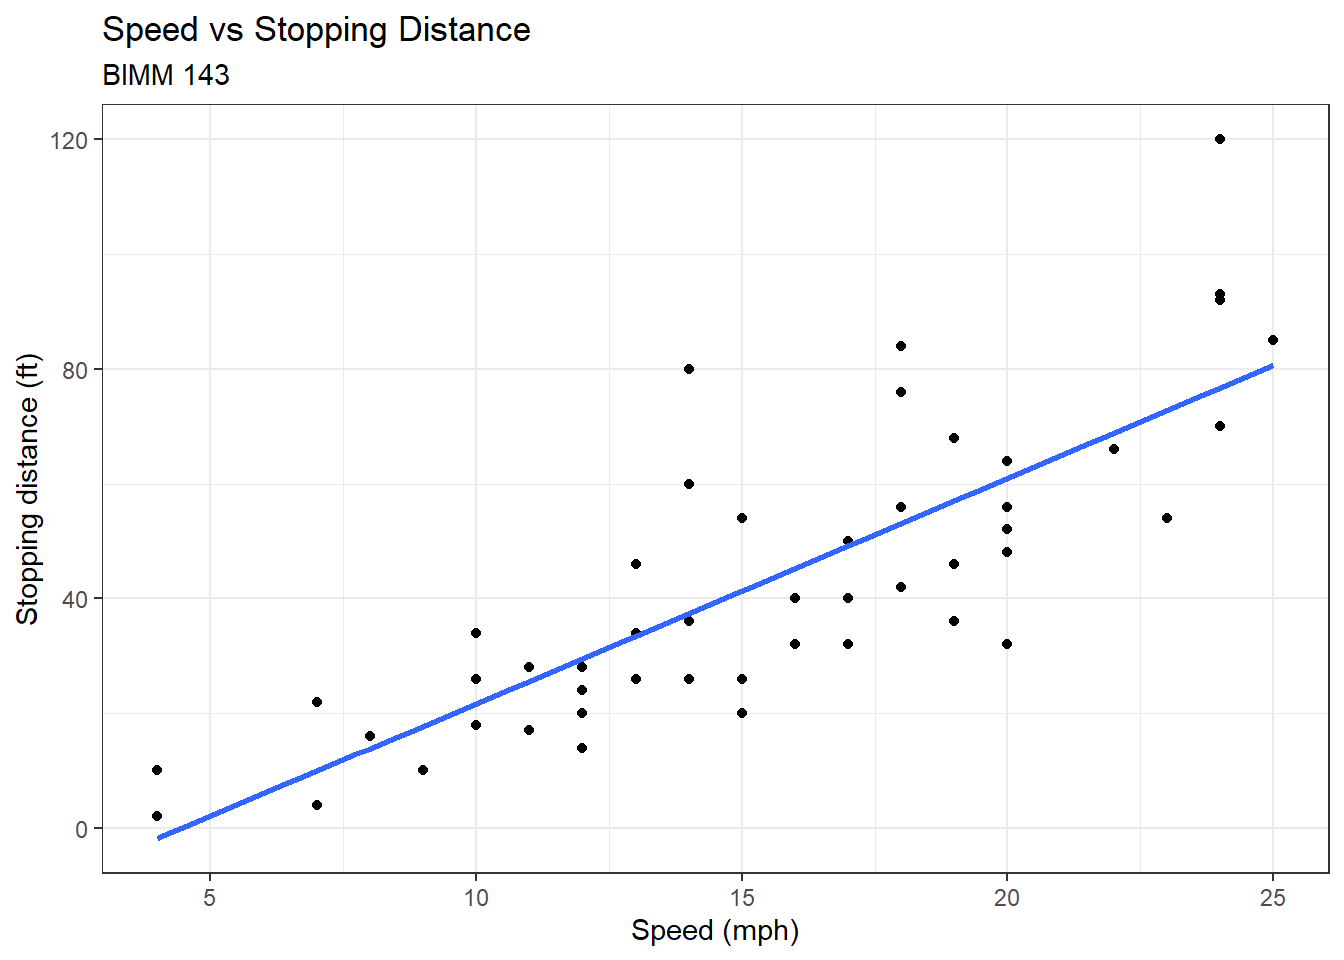 Speed vs Stopping Distance
BIMM 143
120
80
40
0
Stopping distance (ft)
5 10 15 20 25
Speed (mph)